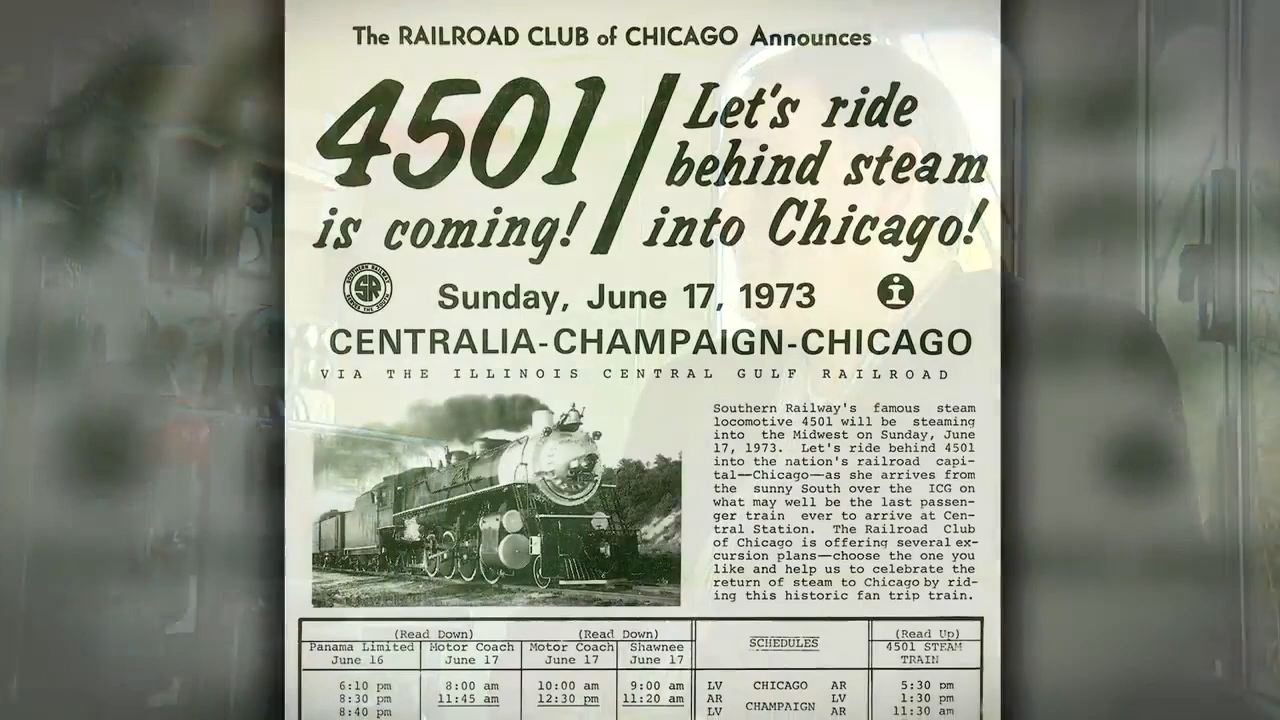 The RAILROAD CLUB of CHICAGO Announces
4501
is coming!
Let's ride
behind steam
into Chicago!
SOUTHERN RAILWAY
SR
SERVES THE SOUTH
Sunday, June 17, 1973
i
CENTRALIA-CHAMPAIGN-CHICAGO
VIA THE ILLINOIS CENTRAL GULF RAILROAD
Southern Railway's famous steam
locomotive 4501 will be steaming
into the Midwest on Sunday, June
17, 1973. Let's ride behind 4501
into the nation's railroad capi-
tal—Chicago—as she arrives from
the sunny South over the ICG on
what may well be the last passen-
ger train ever to arrive at Cen-
tral Station. The Railroad Club
of Chicago is offering several ex-
cursion plans—choose the one you
like and help us to celebrate the
return of steam to Chicago by rid-
ing this historic fan trip train.
(Read Down) (Read Down) SCHEDULES (Read Up)
Panama Limited Motor Coach Motor Coach Shawnee 4501 STEAM
June 16 June 17 June 17 June 17 TRAIN
6:10 pm 8:00 am 10:00 am 9:00 am LV CHICAGO AR 5:30 pm
8:30 pm 11:45 am 12:30 pm 11:20 am AR CHAMPAIGN LV 1:30 pm
8:40 pm LV AR 11:30 am